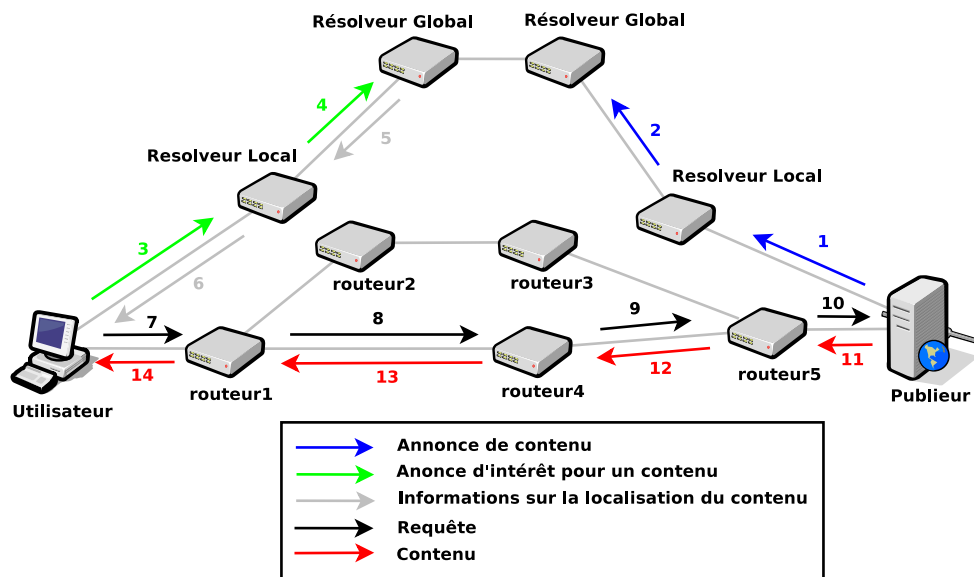 Résolveur Global
Résolveur Global
4
5
2
Resolveur Local
Resolveur Local
3
1
6
routeur2
routeur3
7
8
9
10
14
13
12
11
routeur1
routeur4
routeur5
Utilisateur
Publieur
Annonce de contenu
Anonce d'intérêt pour un contenu
Informations sur la localisation du contenu
Requête
Contenu